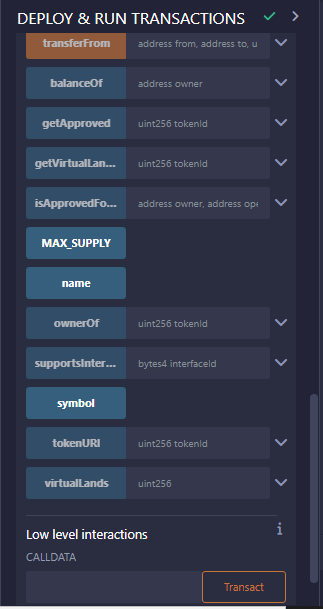 DEPLOY & RUN TRANSACTIONS
transferFrom address from, address to, u
balanceOf address owner
getApproved uint256 tokenId
getVirtualLan... uint256 tokenId
isApprovedFo... address owner, address ope
MAX_SUPPLY
name
ownerOf uint256 tokenId
supportsInter... bytes4 interfaceId
symbol
tokenURI uint256 tokenId
virtualLands uint256
Low level interactions
CALLDATA
Transact